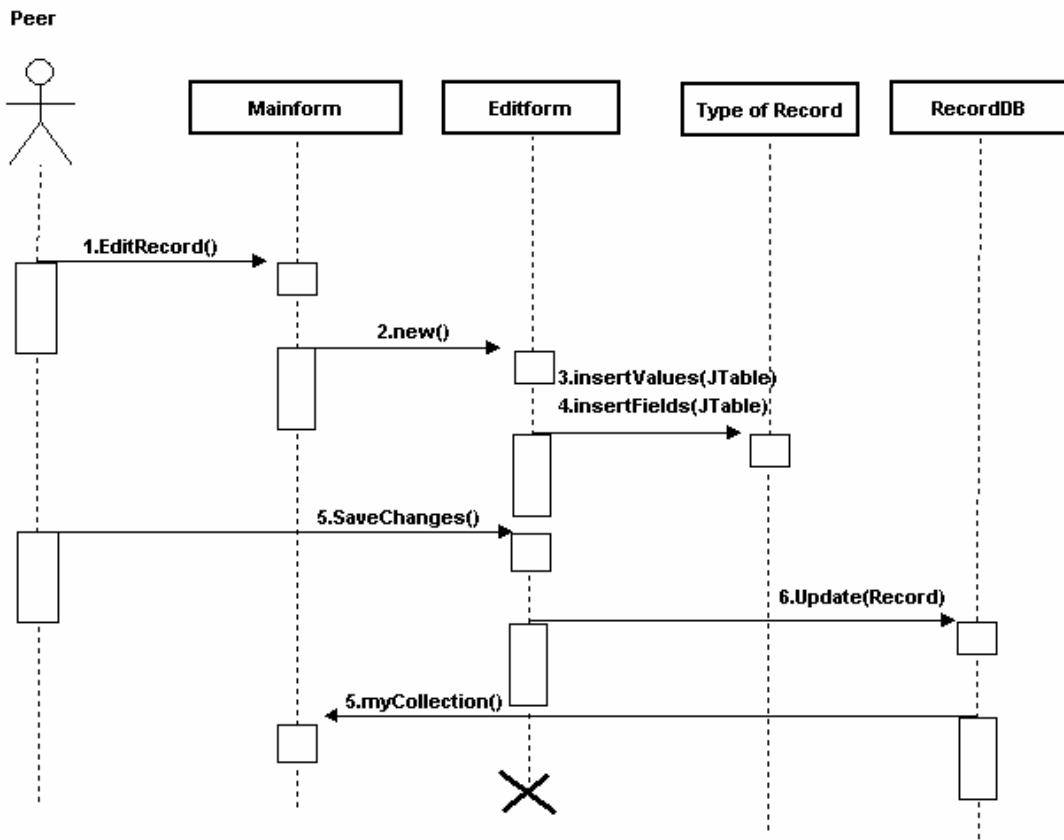 Peer
Mainform
Editform
Type of Record
RecordDB
1.EditRecord()
2.new()
3.insertValues(JTable)
4.insertFields(JTable)
5.SaveChanges()
6.Update(Record)
5.myCollection()